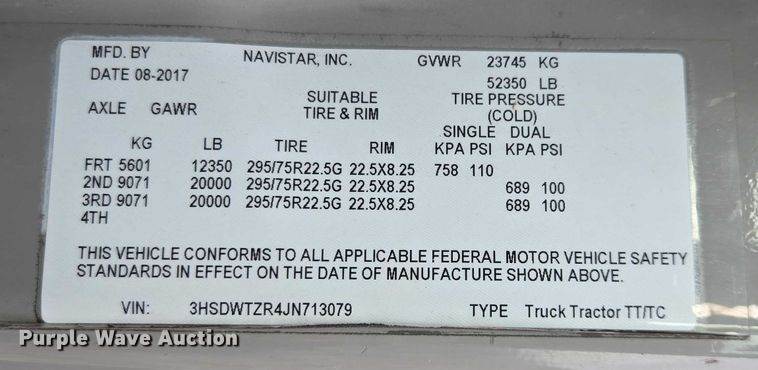 MFD. BY NAVISTAR, INC. GVWR 23745 KG
DATE 08-2017 52350 LB
AXLE GAWR SUITABLE TIRE PRESSURE
TIRE & RIM (COLD)
SINGLE DUAL
KG LB TIRE RIM KPA PSI KPA PSI
FRT 5601 12350 295/75R22.5G 22.5X8.25 758 110
2ND 9071 20000 295/75R22.5G 22.5X8.25 689 100
3RD 9071 20000 295/75R22.5G 22.5X8.25 689 100
4TH
THIS VEHICLE CONFORMS TO ALL APPLICABLE FEDERAL MOTOR VEHICLE SAFETY
STANDARDS IN EFFECT ON THE DATE OF MANUFACTURE SHOWN ABOVE.
VIN: 3HSDWTZR4JN713079 TYPE Truck Tractor TT/TC
Purple Wave Auction